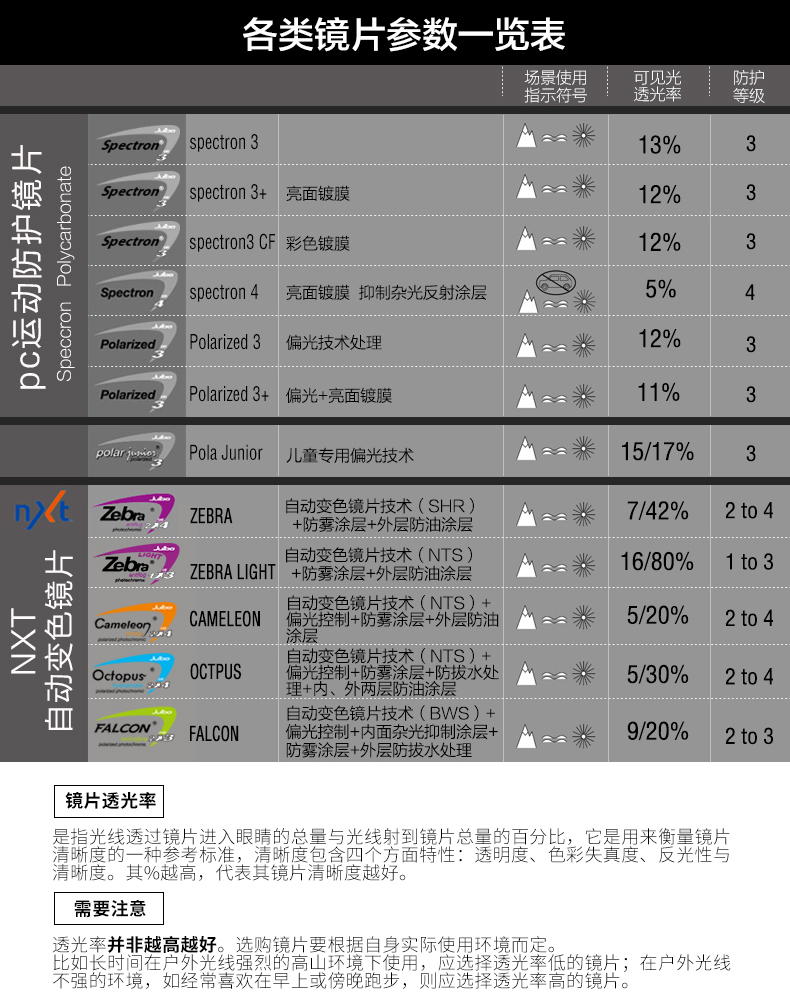 各类镜片参数一览表
场景使用
指示符号
可见光
透光率
防护
等级
pc运动防护镜片
Speccron Polycarbonate
Julbo
Spectron 3
spectron 3
13%
3
Julbo
Spectron 3
spectron 3+
亮面镀膜
12%
3
Julbo
Spectron 3
spectron3 CF
彩色镀膜
12%
3
Julbo
Spectron 4
spectron 4
亮面镀膜 抑制杂光反射涂层
5%
4
Julbo
Polarized 3
Polarized 3
偏光技术处理
12%
3
Julbo
Polarized 3
Polarized 3+
偏光+亮面镀膜
11%
3
Julbo
polar junior 3
polarized
Pola Junior
儿童专用偏光技术
15/17%
3
nXt
NXT
自动变色镜片
Julbo
Zebra
antifog
photochromic
2>4
ZEBRA
自动变色镜片技术(SHR)
+防雾涂层+外层防油涂层
7/42%
2 to 4
Julbo
LIGHT
Zebra
antifog
photochromic
1>3
ZEBRA LIGHT
自动变色镜片技术(NTS)
+防雾涂层+外层防油涂层
16/80%
1 to 3
Julbo
Cameleon
polarized photochromic
2>4
CAMELEON
自动变色镜片技术(NTS)+
偏光控制+防雾涂层+外层防油
涂层
5/20%
2 to 4
Julbo
Octopus
polarized photochromic
2>4
OCTPUS
自动变色镜片技术(NTS)+
偏光控制+防雾涂层+防拔水处
理+内、外两层防油涂层
5/30%
2 to 4
Julbo
FALCON
polarized photochromic
2>3
FALCON
自动变色镜片技术(BWS)+
偏光控制+内面杂光抑制涂层+
防雾涂层+外层防拔水处理
9/20%
2 to 3
镜片透光率
是指光线透过镜片进入眼睛的总量与光线射到镜片总量的百分比，它是用来衡量镜片
清晰度的一种参考标准，清晰度包含四个方面特性：透明度、色彩失真度、反光性与
清晰度。其%越高，代表其镜片清晰度越好。
需要注意
透光率并非越高越好。选购镜片要根据自身实际使用环境而定。
比如长时间在户外光线强烈的高山环境下使用，应选择透光率低的镜片；在户外光线
不强的环境，如经常喜欢在早上或傍晚跑步，则应选择透光率高的镜片。